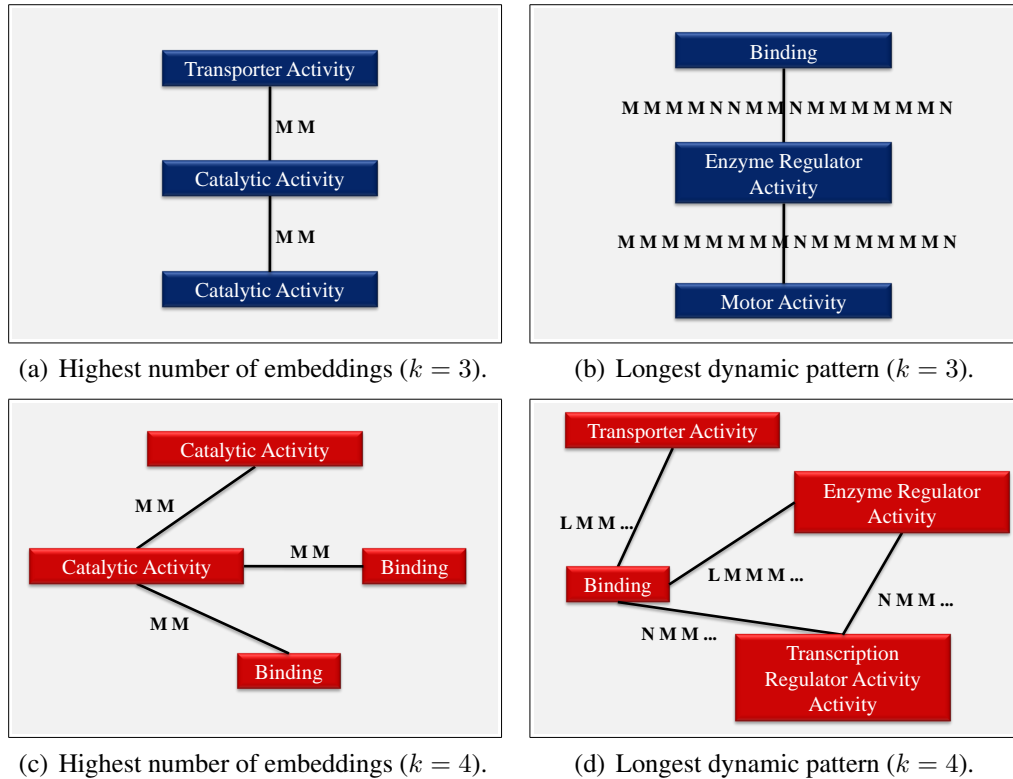 Transporter Activity
M M
Catalytic Activity
M M
Catalytic Activity
(a) Highest number of embeddings (k = 3).
Binding
M M M M N N M M N M M M M M M N
Enzyme Regulator
Activity
M M M M M M M M N M M M M M M N
Motor Activity
(b) Longest dynamic pattern (k = 3).
Catalytic Activity
M M
Catalytic Activity
M M
Binding
M M
Binding
(c) Highest number of embeddings (k = 4).
Transporter Activity
Enzyme Regulator
Activity
L M M ...
Binding
L M M M ...
N M M ...
N M M ...
Transcription
Regulator Activity
Activity
(d) Longest dynamic pattern (k = 4).